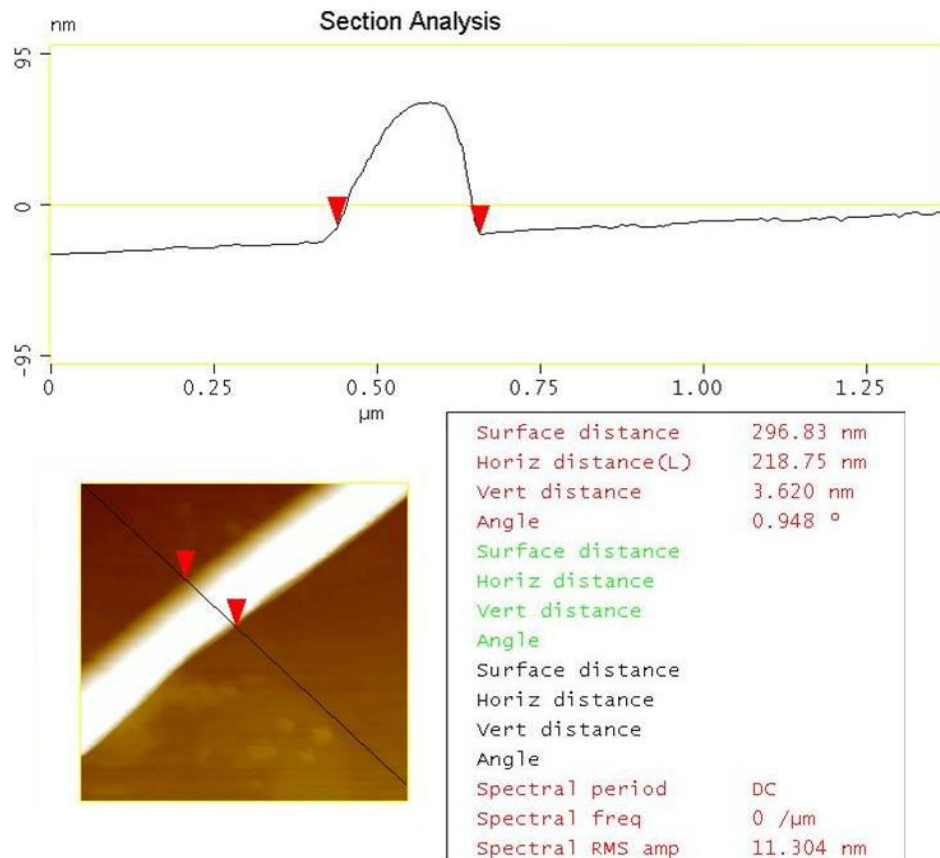 Section Analysis
nm
95
0
-95
0 0.25 0.50 0.75 1.00 1.25
µm
Surface distance 296.83 nm
Horiz distance(L) 218.75 nm
Vert distance 3.620 nm
Angle 0.948 º
Surface distance
Horiz distance
Vert distance
Angle
Surface distance
Horiz distance
Vert distance
Angle
Spectral period DC
Spectral freq 0 /µm
Spectral RMS amp 11.304 nm